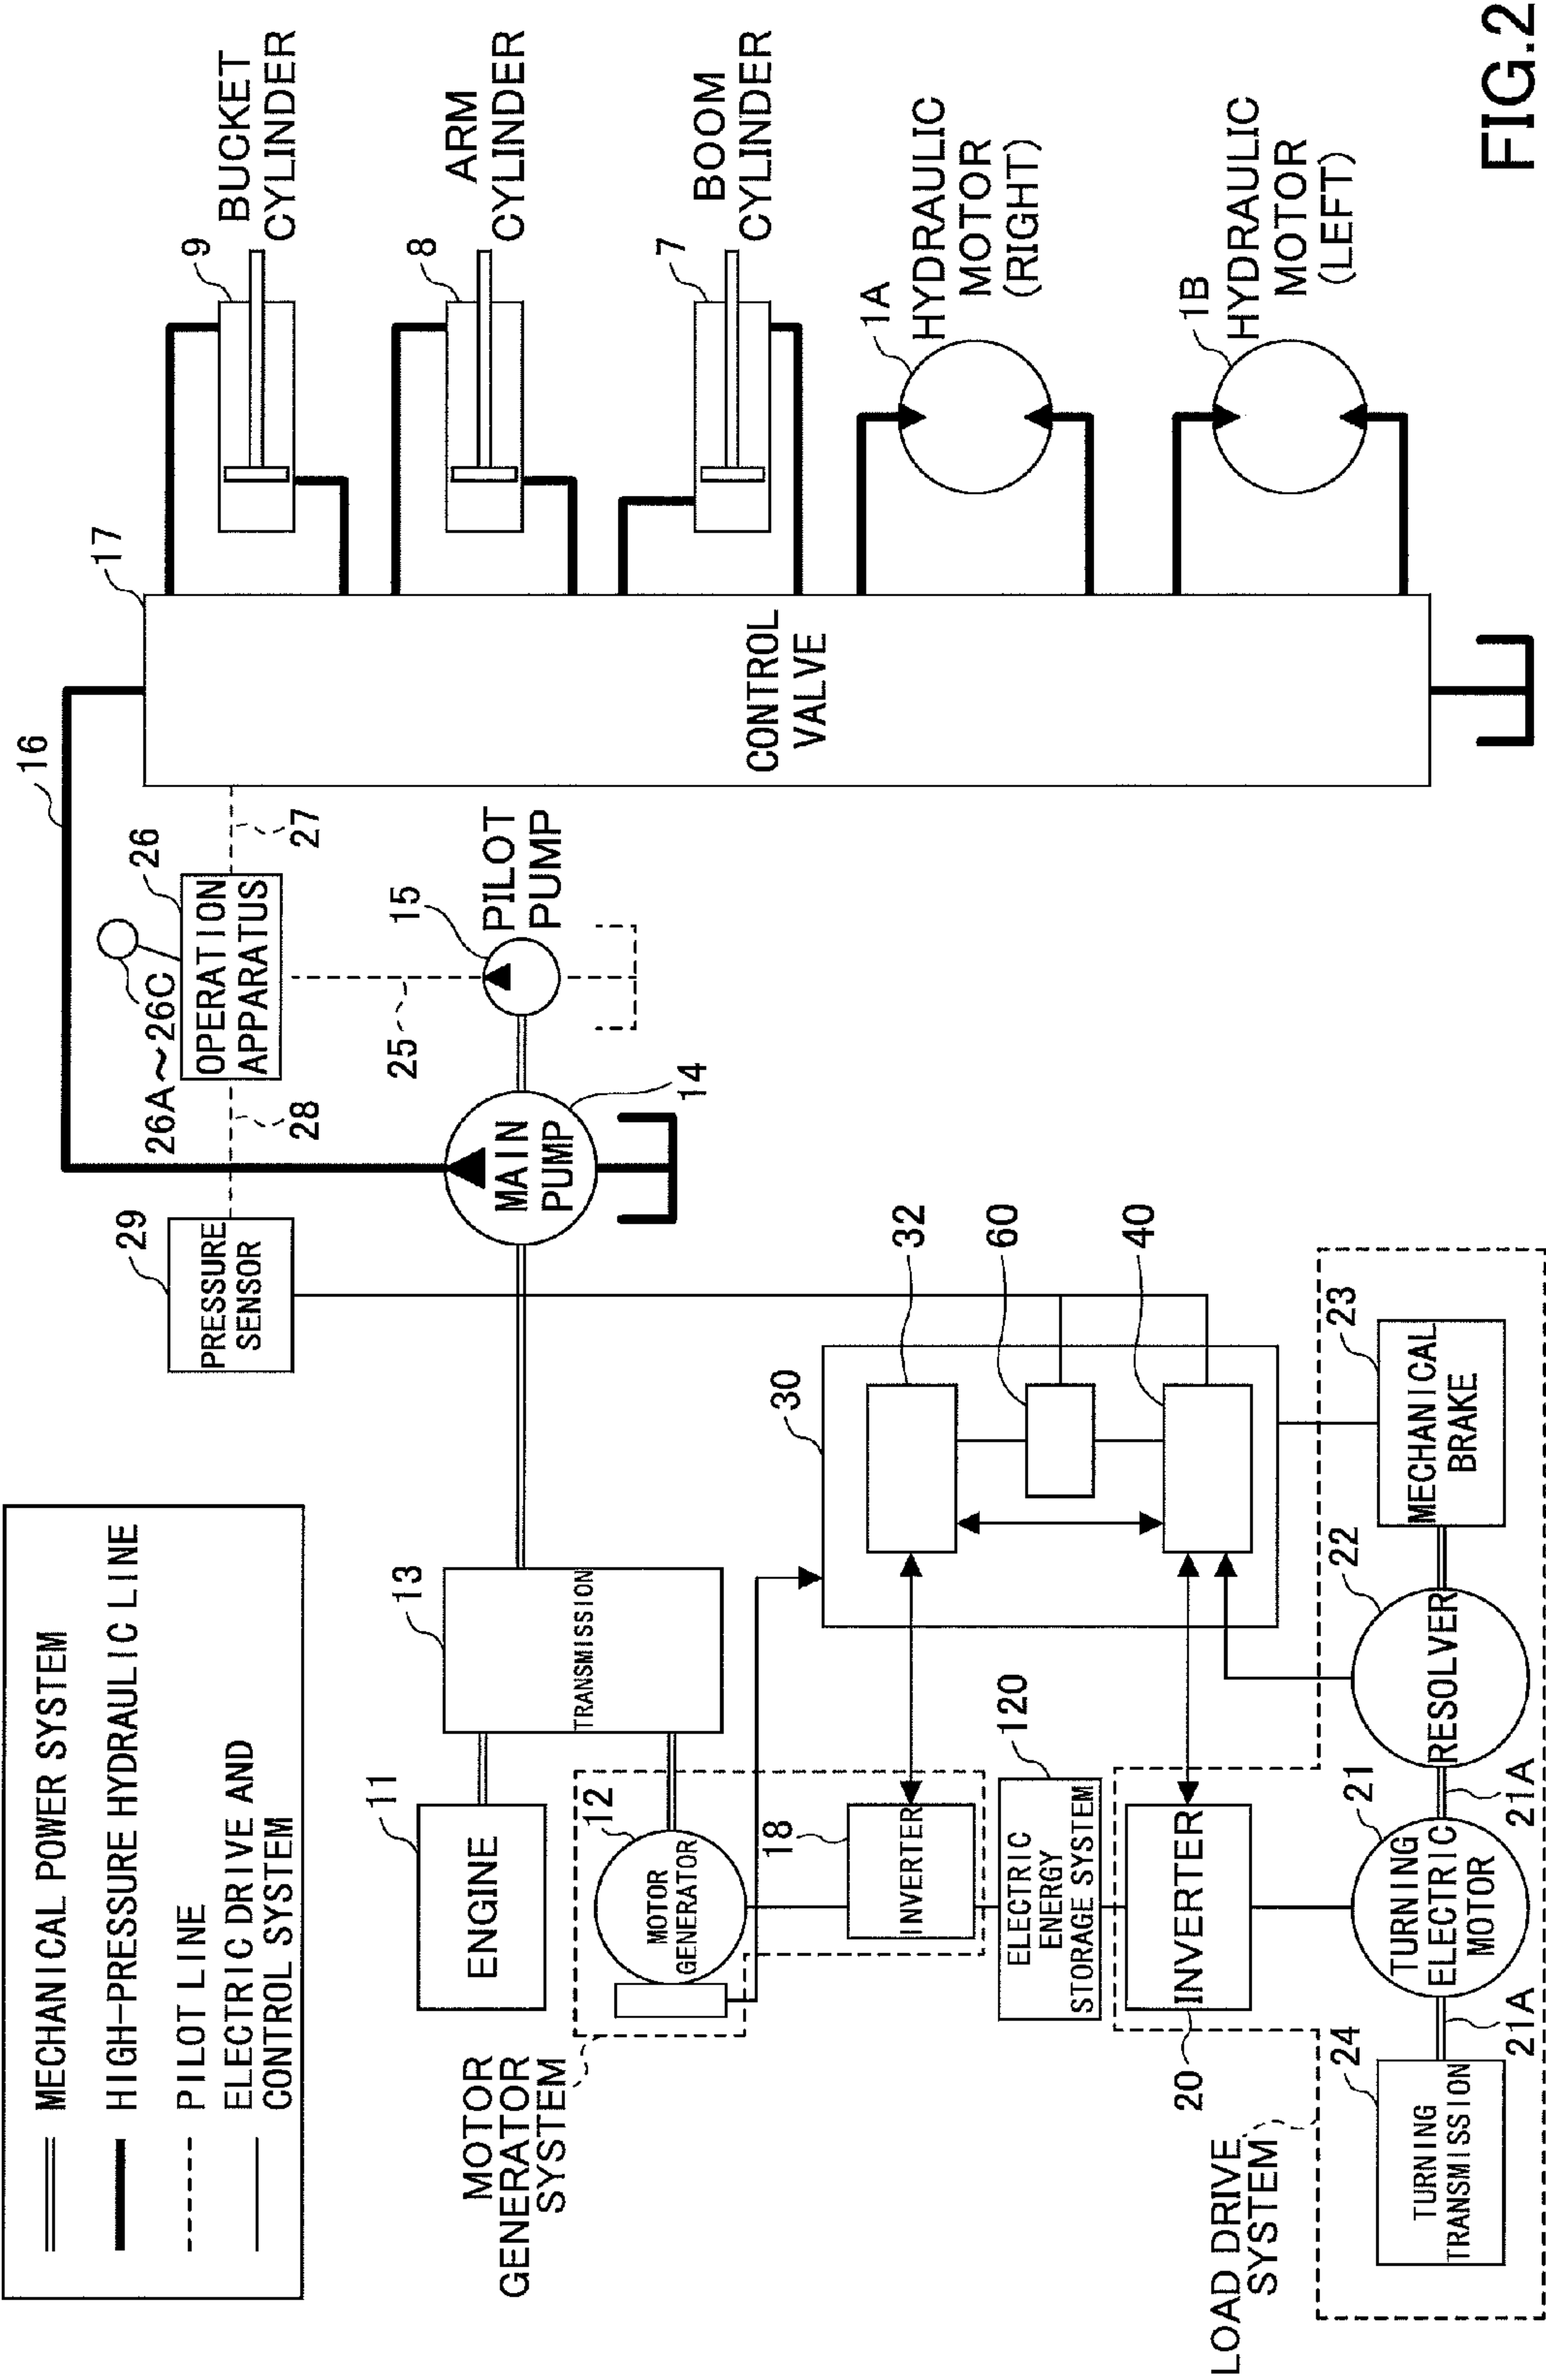 MECHANICAL POWER SYSTEM
HIGH-PRESSURE HYDRAULIC LINE
PILOT LINE
ELECTRIC DRIVE AND
CONTROL SYSTEM
11
ENGINE
13
TRANSMISSION
MOTOR
GENERATOR
SYSTEM
12
MOTOR
GENERATOR
18
INVERTER
120
ELECTRIC
ENERGY
STORAGE SYSTEM
20
INVERTER
LOAD DRIVE
SYSTEM
24
TURNING
TRANSMISSION
21A
21
TURNING
ELECTRIC
MOTOR
21A
22
RESOLVER
23
MECHANICAL
BRAKE
30
32
60
40
29
PRESSURE
SENSOR
28
26A~26C
26
OPERATION
APPARATUS
27
25
15
PILOT
PUMP
14
MAIN
PUMP
16
17
CONTROL
VALVE
9
BUCKET
CYLINDER
8
ARM
CYLINDER
7
BOOM
CYLINDER
1A
HYDRAULIC
MOTOR
(RIGHT)
1B
HYDRAULIC
MOTOR
(LEFT)
FIG.2